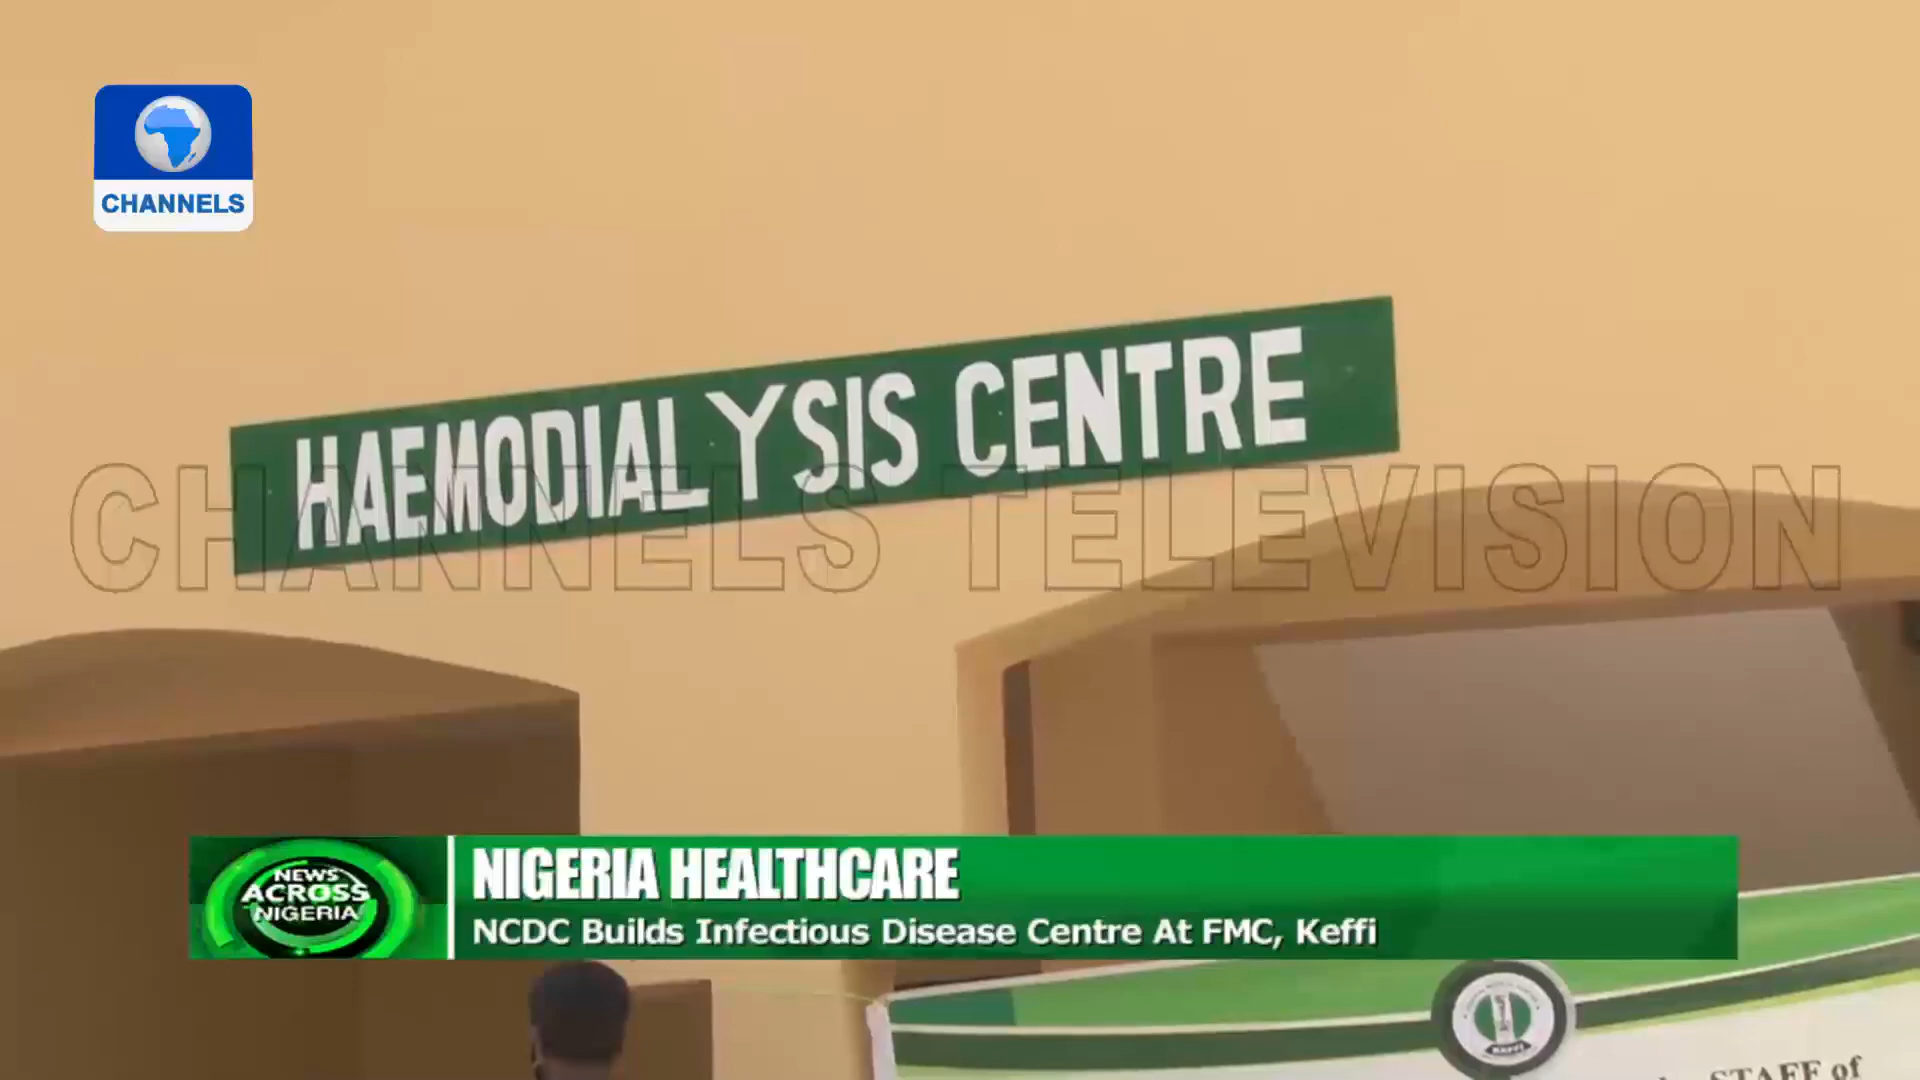 CHANNELS
HAEMODIALYSIS CENTRE
CHANNELS TELEVISION
NEWS
ACROSS
NIGERIA
NIGERIA HEALTHCARE
NCDC Builds Infectious Disease Centre At FMC, Keffi
KEFFI
STAFF of